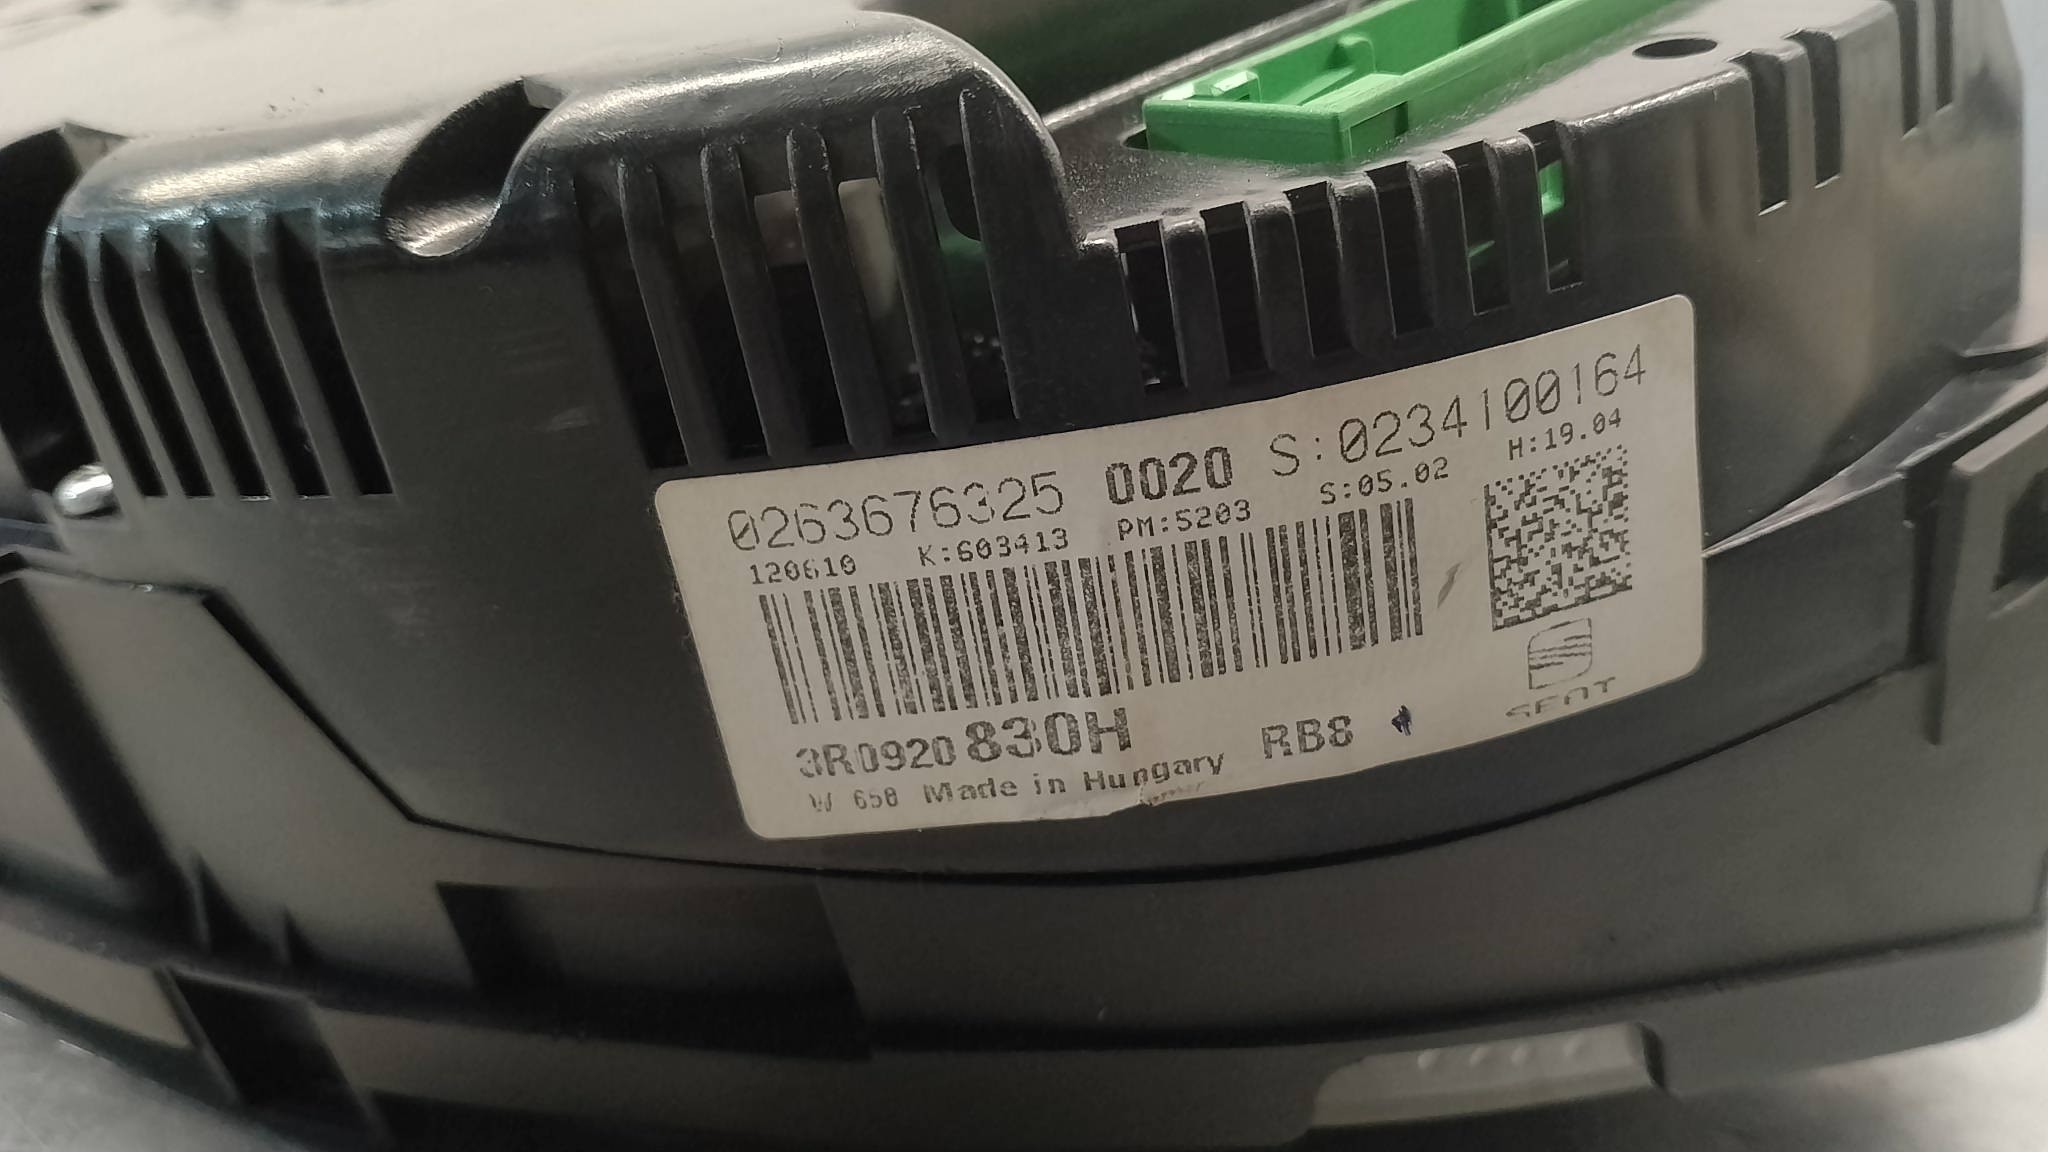 0263676325 0020 S:0234100164
120610 K:603413 PM:5203 S:05.02 H:19.04
3R0920 830H RB8
SEAT
W 658 Made in Hungary